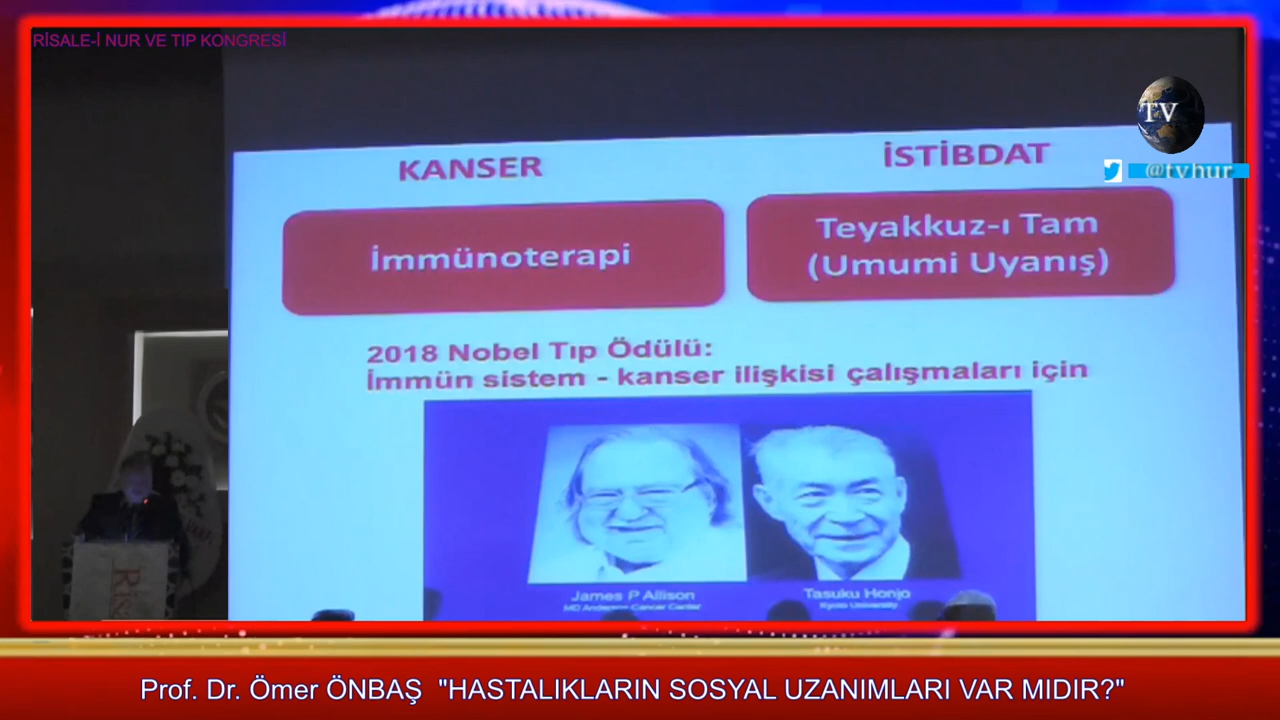 RİSALE-İ NUR VE TIP KONGRESİ
TV
@tvhur
KANSER
İSTİBDAT
İmmünoterapi
Teyakkuz-ı Tam
(Umumi Uyanış)
2018 Nobel Tıp Ödülü:
İmmün sistem - kanser ilişkisi çalışmaları için
James P Allison
MD Anderson Cancer Center
Tasuku Honjo
Kyoto University
Prof. Dr. Ömer ÖNBAŞ "HASTALIKLARIN SOSYAL UZANIMLARI VAR MIDIR?"